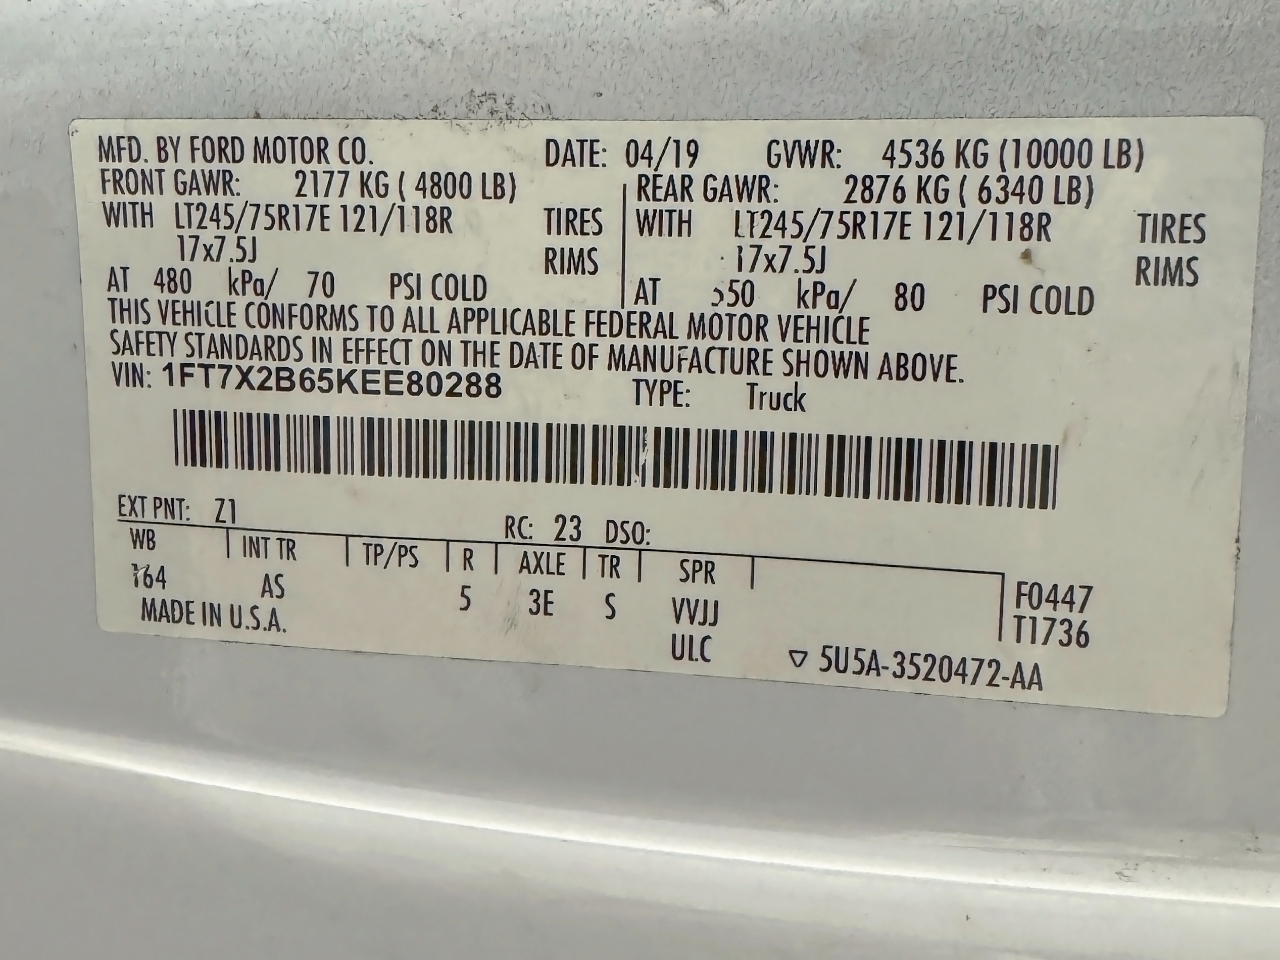 MFD. BY FORD MOTOR CO. DATE: 04/19 GVWR: 4536 KG (10000 LB)
FRONT GAWR: 2177 KG ( 4800 LB) REAR GAWR: 2876 KG ( 6340 LB)
WITH LT245/75R17E 121/118R TIRES WITH LT245/75R17E 121/118R TIRES
17x7.5J RIMS 17x7.5J RIMS
AT 480 kPa/ 70 PSI COLD AT 550 kPa/ 80 PSI COLD
THIS VEHICLE CONFORMS TO ALL APPLICABLE FEDERAL MOTOR VEHICLE
SAFETY STANDARDS IN EFFECT ON THE DATE OF MANUFACTURE SHOWN ABOVE.
VIN: 1FT7X2B65KEE80288 TYPE: Truck
EXT PNT: Z1 RC: 23 DSO:
WB INT TR TP/PS R AXLE TR SPR
164 AS 5 3E S VVJJ F0447
MADE IN U.S.A. ULC T1736
5U5A-3520472-AA